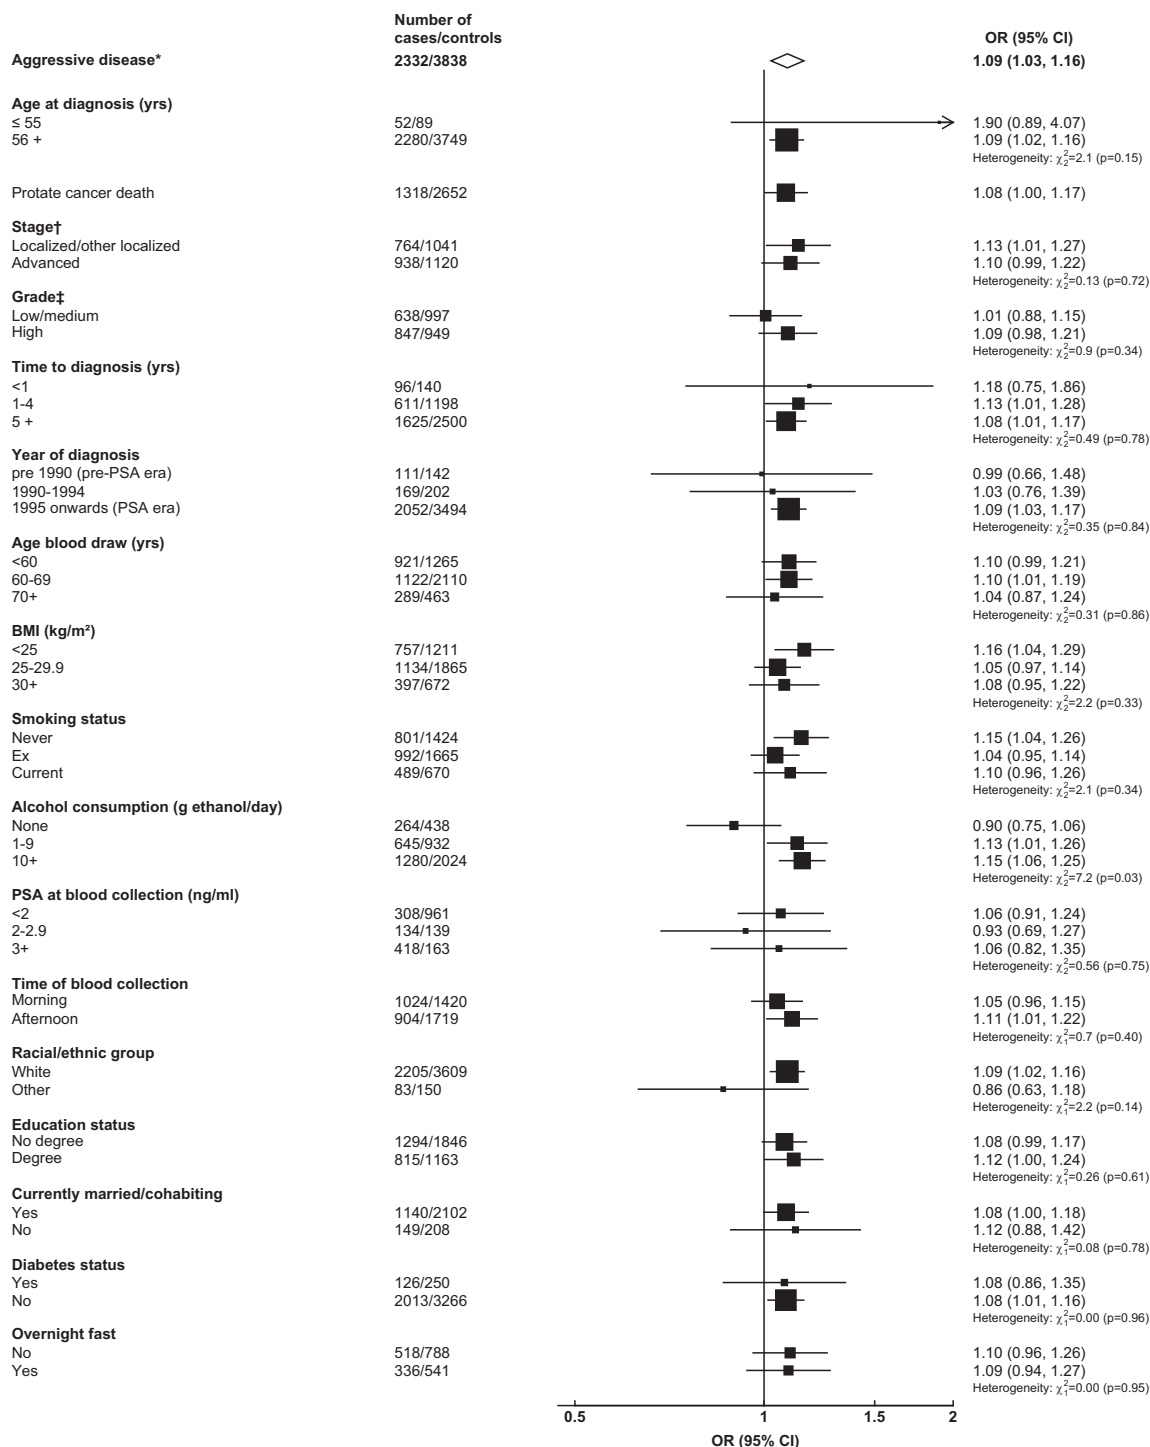 Number of
cases/controls
OR (95% CI)
Aggressive disease* 2332/3838 1.09 (1.03, 1.16)
Age at diagnosis (yrs)
≤ 55 52/89 1.90 (0.89, 4.07)
56 + 2280/3749 1.09 (1.02, 1.16)
Heterogeneity: χ²₂=2.1 (p=0.15)
Protate cancer death 1318/2652 1.08 (1.00, 1.17)
Stage†
Localized/other localized 764/1041 1.13 (1.01, 1.27)
Advanced 938/1120 1.10 (0.99, 1.22)
Heterogeneity: χ²₂=0.13 (p=0.72)
Grade‡
Low/medium 638/997 1.01 (0.88, 1.15)
High 847/949 1.09 (0.98, 1.21)
Heterogeneity: χ²₂=0.9 (p=0.34)
Time to diagnosis (yrs)
<1 96/140 1.18 (0.75, 1.86)
1-4 611/1198 1.13 (1.01, 1.28)
5 + 1625/2500 1.08 (1.01, 1.17)
Heterogeneity: χ²₂=0.49 (p=0.78)
Year of diagnosis
pre 1990 (pre-PSA era) 111/142 0.99 (0.66, 1.48)
1990-1994 169/202 1.03 (0.76, 1.39)
1995 onwards (PSA era) 2052/3494 1.09 (1.03, 1.17)
Heterogeneity: χ²₂=0.35 (p=0.84)
Age blood draw (yrs)
<60 921/1265 1.10 (0.99, 1.21)
60-69 1122/2110 1.10 (1.01, 1.19)
70+ 289/463 1.04 (0.87, 1.24)
Heterogeneity: χ²₂=0.31 (p=0.86)
BMI (kg/m²)
<25 757/1211 1.16 (1.04, 1.29)
25-29.9 1134/1865 1.05 (0.97, 1.14)
30+ 397/672 1.08 (0.95, 1.22)
Heterogeneity: χ²₂=2.2 (p=0.33)
Smoking status
Never 801/1424 1.15 (1.04, 1.26)
Ex 992/1665 1.04 (0.95, 1.14)
Current 489/670 1.10 (0.96, 1.26)
Heterogeneity: χ²₂=2.1 (p=0.34)
Alcohol consumption (g ethanol/day)
None 264/438 0.90 (0.75, 1.06)
1-9 645/932 1.13 (1.01, 1.26)
10+ 1280/2024 1.15 (1.06, 1.25)
Heterogeneity: χ²₂=7.2 (p=0.03)
PSA at blood collection (ng/ml)
<2 308/961 1.06 (0.91, 1.24)
2-2.9 134/139 0.93 (0.69, 1.27)
3+ 418/163 1.06 (0.82, 1.35)
Heterogeneity: χ²₂=0.56 (p=0.75)
Time of blood collection
Morning 1024/1420 1.05 (0.96, 1.15)
Afternoon 904/1719 1.11 (1.01, 1.22)
Heterogeneity: χ²₁=0.7 (p=0.40)
Racial/ethnic group
White 2205/3609 1.09 (1.02, 1.16)
Other 83/150 0.86 (0.63, 1.18)
Heterogeneity: χ²₁=2.2 (p=0.14)
Education status
No degree 1294/1846 1.08 (0.99, 1.17)
Degree 815/1163 1.12 (1.00, 1.24)
Heterogeneity: χ²₁=0.26 (p=0.61)
Currently married/cohabiting
Yes 1140/2102 1.08 (1.00, 1.18)
No 149/208 1.12 (0.88, 1.42)
Heterogeneity: χ²₁=0.08 (p=0.78)
Diabetes status
Yes 126/250 1.08 (0.86, 1.35)
No 2013/3266 1.08 (1.01, 1.16)
Heterogeneity: χ²₁=0.00 (p=0.96)
Overnight fast
No 518/788 1.10 (0.96, 1.26)
Yes 336/541 1.09 (0.94, 1.27)
Heterogeneity: χ²₁=0.00 (p=0.95)
0.5 1 1.5 2
OR (95% CI)